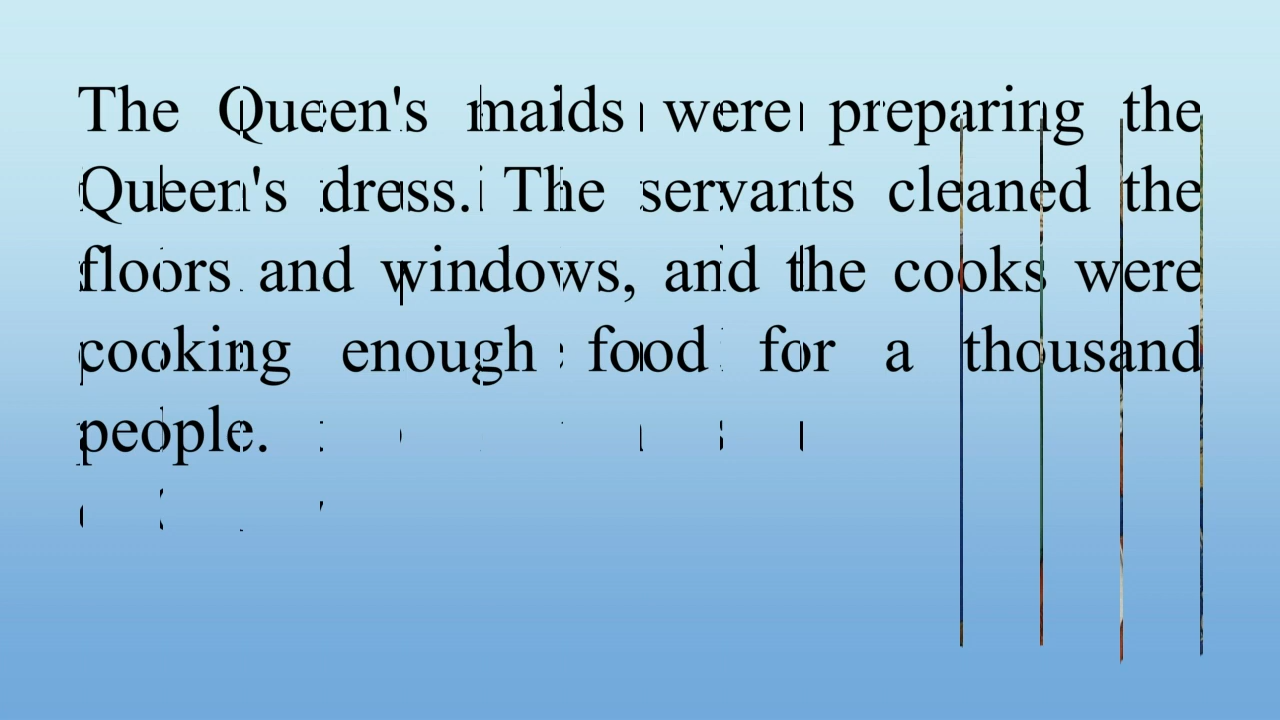 The Queen's maids were preparing the
Queen's dress. The servants cleaned the
floors and windows, and the cooks were
cooking enough food for a thousand
people.